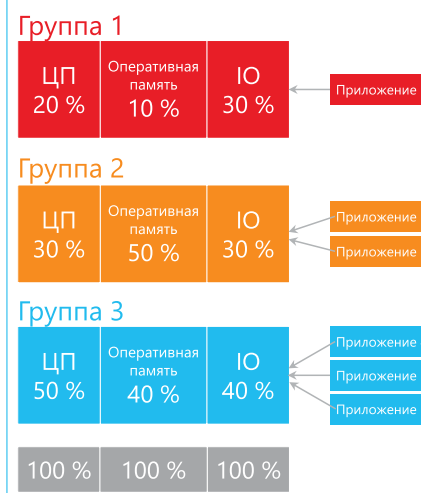 Группа 1
ЦП
20 %
Оперативная
память
10 %
IO
30 %
Приложение
Группа 2
ЦП
30 %
Оперативная
память
50 %
IO
30 %
Приложение
Приложение
Группа 3
ЦП
50 %
Оперативная
память
40 %
IO
40 %
Приложение
Приложение
Приложение
100 %
100 %
100 %